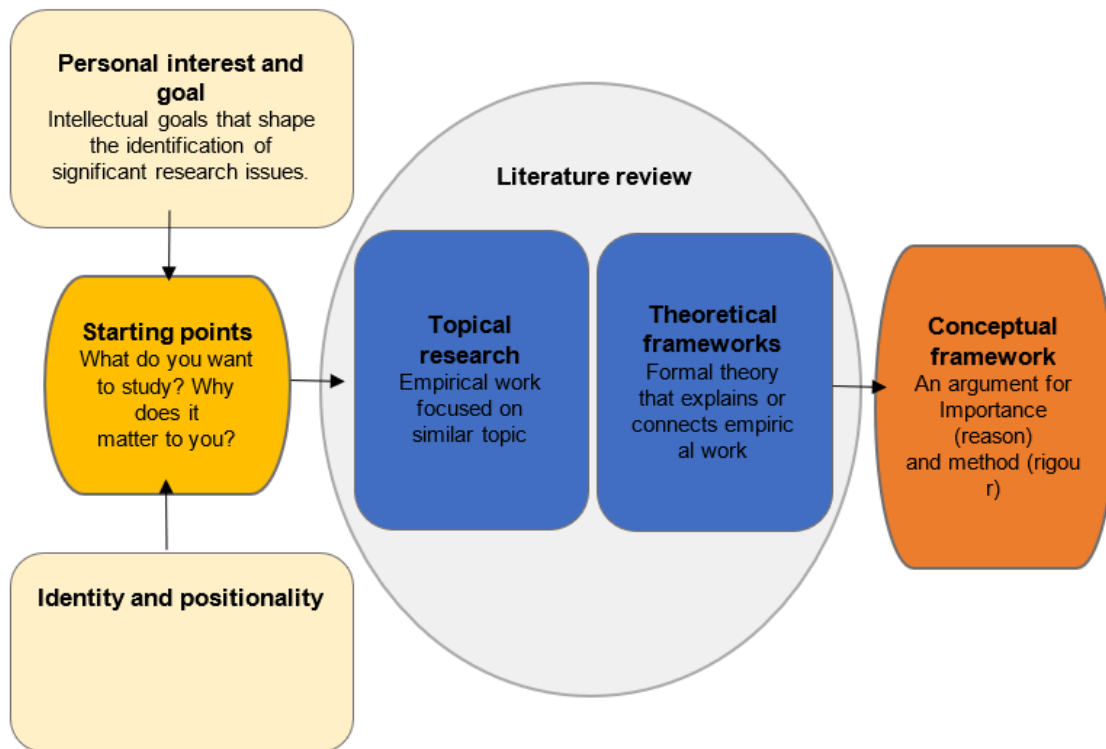 Personal interest and
goal
Intellectual goals that shape
the identification of
significant research issues.
Starting points
What do you want
to study? Why
does it
matter to you?
Identity and positionality
Literature review
Topical
research
Empirical work
focused on
similar topic
Theoretical
frameworks
Formal theory
that explains or
connects empiric
al work
Conceptual
framework
An argument for
Importance
(reason)
and method (rigou
r)